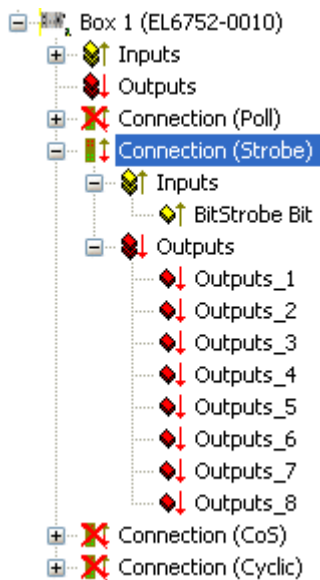 Box 1 (EL6752-0010)
Inputs
Outputs
Connection (Poll)
Connection (Strobe)
Inputs
BitStrobe Bit
Outputs
Outputs_1
Outputs_2
Outputs_3
Outputs_4
Outputs_5
Outputs_6
Outputs_7
Outputs_8
Connection (CoS)
Connection (Cyclic)